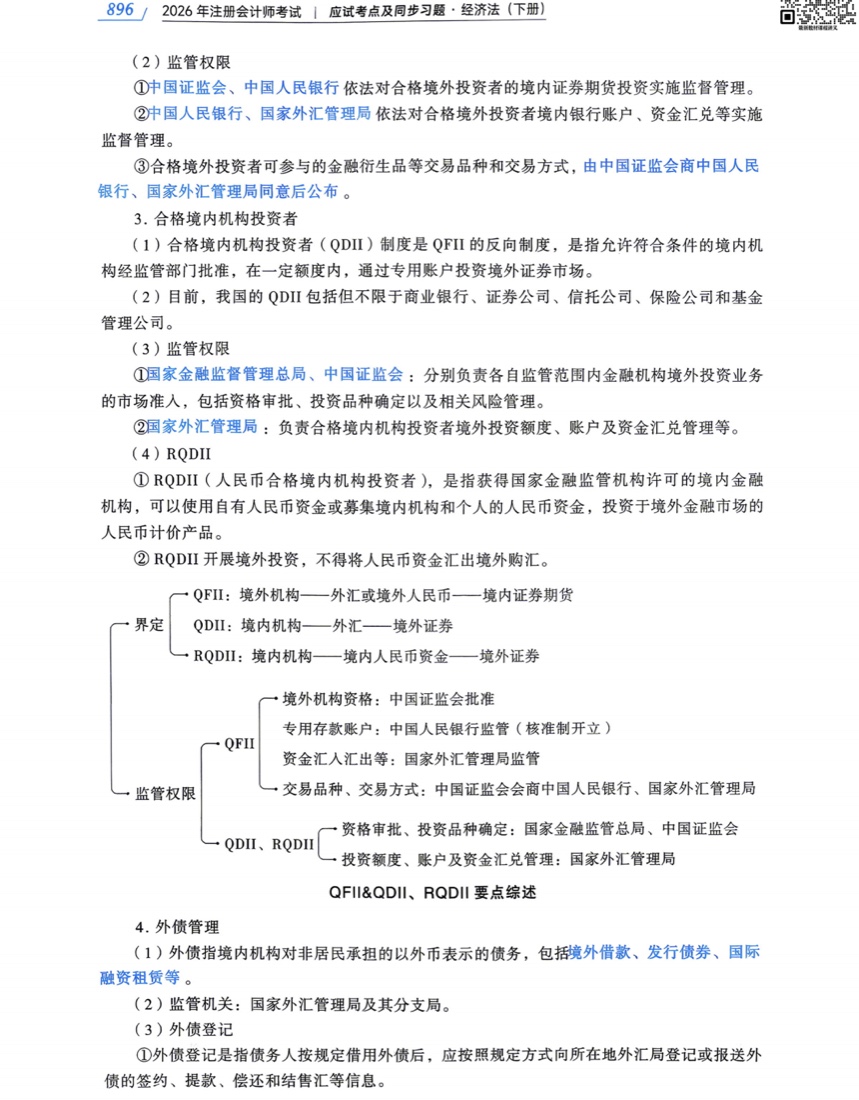 896 / 2026 年注册会计师考试 | 应试考点及同步习题·经济法（下册）
（2）监管权限
①中国证监会、中国人民银行 依法对合格境外投资者的境内证券期货投资实施监督管理。
②中国人民银行、国家外汇管理局 依法对合格境外投资者境内银行账户、资金汇兑等实施
监督管理。
③合格境外投资者可参与的金融衍生品等交易品种和交易方式，由中国证监会商中国人民
银行、国家外汇管理局同意后公布 。
3. 合格境内机构投资者
（1）合格境内机构投资者（QDII）制度是 QFII 的反向制度，是指允许符合条件的境内机
构经监管部门批准，在一定额度内，通过专用账户投资境外证券市场。
（2）目前，我国的 QDII 包括但不限于商业银行、证券公司、信托公司、保险公司和基金
管理公司。
（3）监管权限
①国家金融监督管理总局、中国证监会 ：分别负责各自监管范围内金融机构境外投资业务
的市场准入，包括资格审批、投资品种确定以及相关风险管理。
②国家外汇管理局 ：负责合格境内机构投资者境外投资额度、账户及资金汇兑管理等。
（4）RQDII
① RQDII（人民币合格境内机构投资者），是指获得国家金融监管机构许可的境内金融
机构，可以使用自有人民币资金或募集境内机构和个人的人民币资金，投资于境外金融市场的
人民币计价产品。
② RQDII 开展境外投资，不得将人民币资金汇出境外购汇。
界定
QFII：境外机构——外汇或境外人民币——境内证券期货
QDII：境内机构——外汇——境外证券
RQDII：境内机构——境内人民币资金——境外证券
监管权限
QFII
境外机构资格：中国证监会批准
专用存款账户：中国人民银行监管（核准制开立）
资金汇入汇出等：国家外汇管理局监管
交易品种、交易方式：中国证监会会商中国人民银行、国家外汇管理局
QDII、RQDII
资格审批、投资品种确定：国家金融监管总局、中国证监会
投资额度、账户及资金汇兑管理：国家外汇管理局
QFII&QDII、RQDII 要点综述
4. 外债管理
（1）外债指境内机构对非居民承担的以外币表示的债务，包括境外借款、发行债券、国际
融资租赁等 。
（2）监管机关：国家外汇管理局及其分支局。
（3）外债登记
①外债登记是指债务人按规定借用外债后，应按照规定方式向所在地外汇局登记或报送外
债的签约、提款、偿还和结售汇等信息。